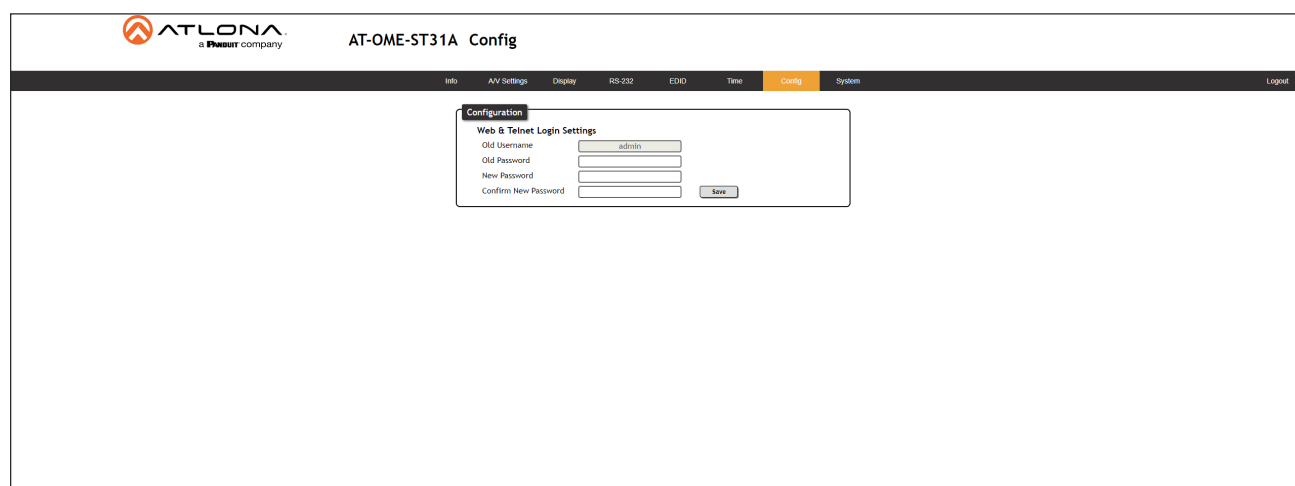 ATLONA.
a PANDUIT company
AT-OME-ST31A Config
Info A/V Settings Display RS-232 EDID Time Config System Logout
Configuration
Web & Telnet Login Settings
Old Username admin
Old Password
New Password
Confirm New Password Save